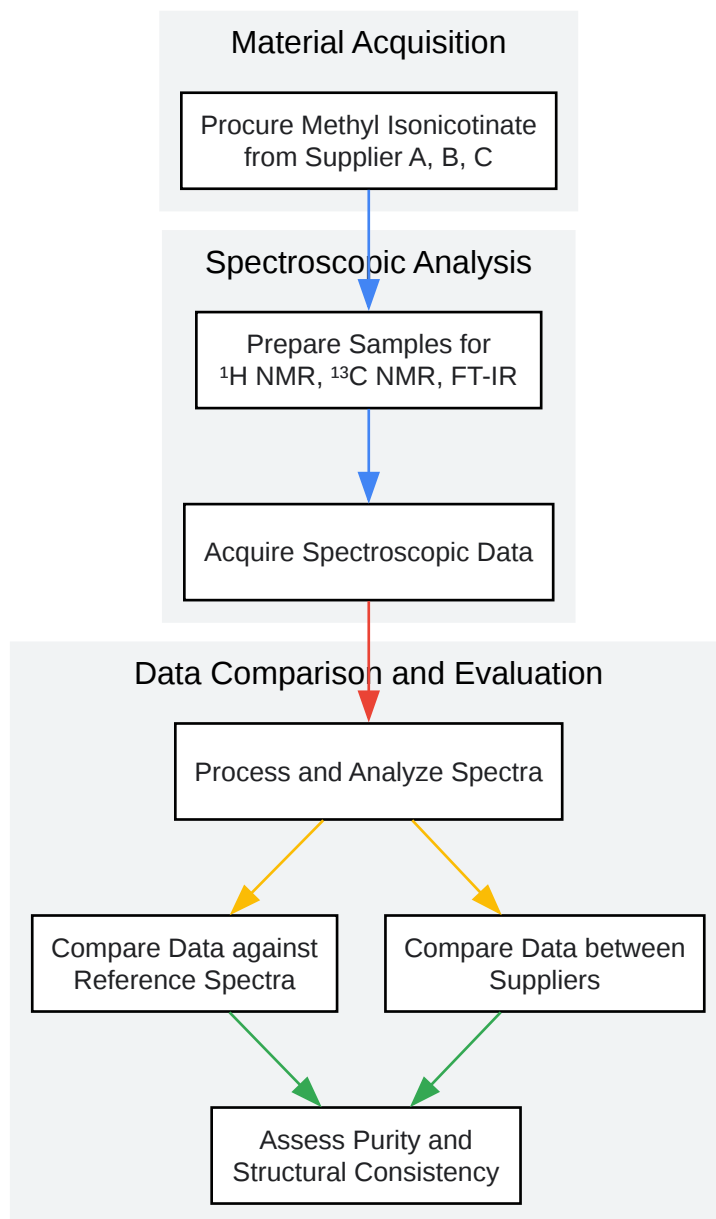 Material Acquisition
Procure Methyl Isonicotinate
from Supplier A, B, C
Spectroscopic Analysis
Prepare Samples for
¹H NMR, ¹³C NMR, FT-IR
Acquire Spectroscopic Data
Data Comparison and Evaluation
Process and Analyze Spectra
Compare Data against
Reference Spectra
Compare Data between
Suppliers
Assess Purity and
Structural Consistency